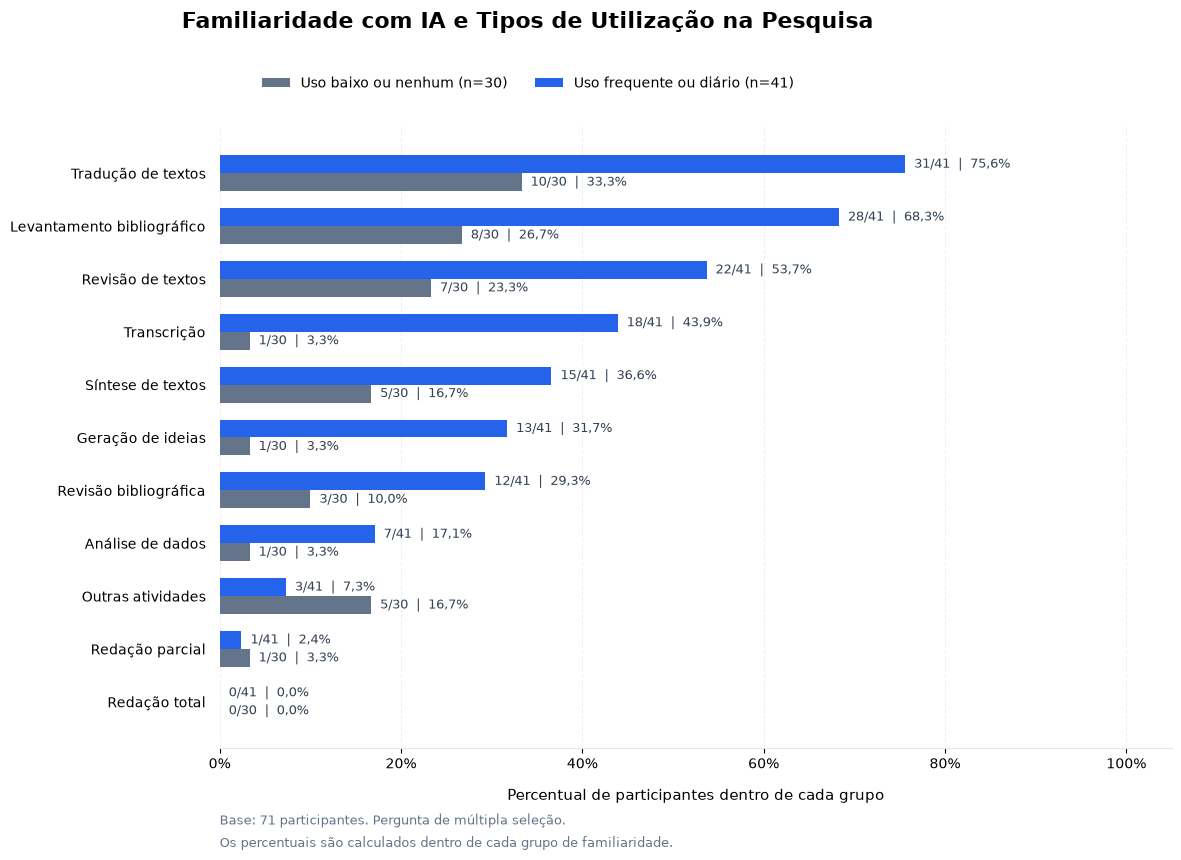 Familiaridade com IA e Tipos de Utilização na Pesquisa
Uso baixo ou nenhum (n=30)
Uso frequente ou diário (n=41)
Tradução de textos
31/41 | 75,6%
10/30 | 33,3%
Levantamento bibliográfico
28/41 | 68,3%
8/30 | 26,7%
Revisão de textos
22/41 | 53,7%
7/30 | 23,3%
Transcrição
18/41 | 43,9%
1/30 | 3,3%
Síntese de textos
15/41 | 36,6%
5/30 | 16,7%
Geração de ideias
13/41 | 31,7%
1/30 | 3,3%
Revisão bibliográfica
12/41 | 29,3%
3/30 | 10,0%
Análise de dados
7/41 | 17,1%
1/30 | 3,3%
Outras atividades
3/41 | 7,3%
5/30 | 16,7%
Redação parcial
1/41 | 2,4%
1/30 | 3,3%
Redação total
0/41 | 0,0%
0/30 | 0,0%
0% 20% 40% 60% 80% 100%
Percentual de participantes dentro de cada grupo
Base: 71 participantes. Pergunta de múltipla seleção.
Os percentuais são calculados dentro de cada grupo de familiaridade.